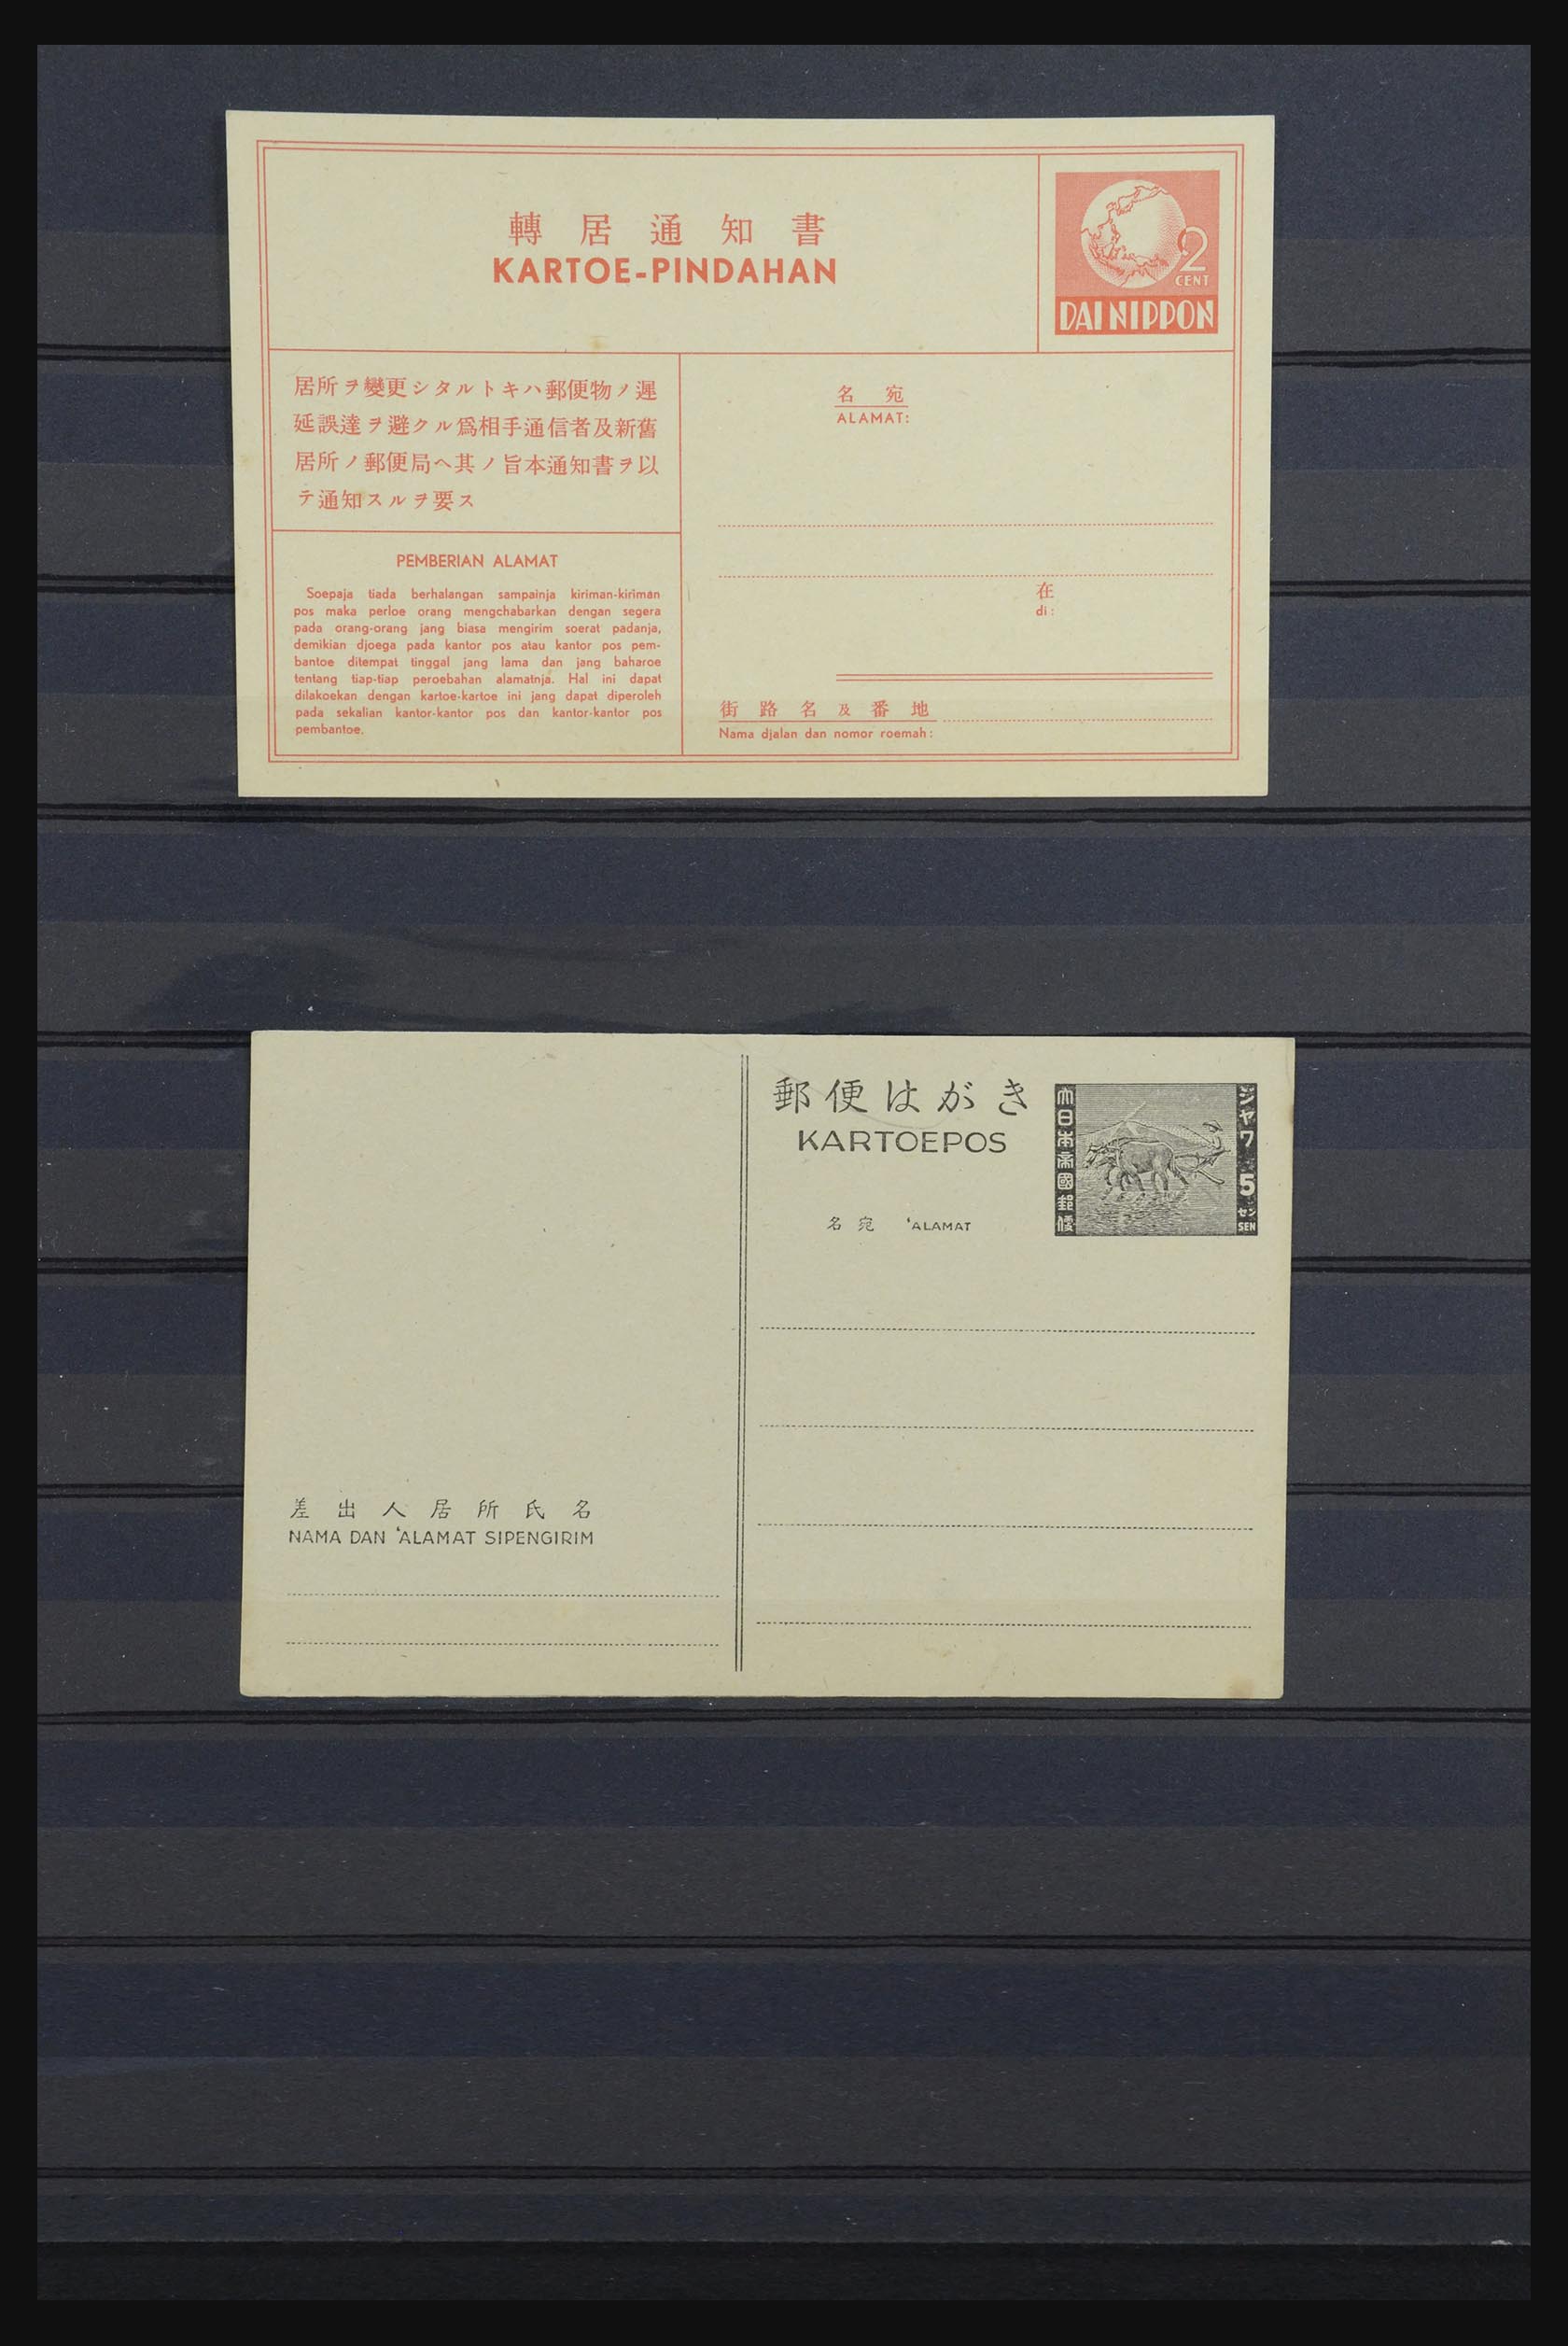 轉居通知書
KARTOE-PINDAHAN
2
CENT
DAI NIPPON
居所ヲ變更シタルトキハ郵便物ノ遲
延誤達ヲ避クル爲相手通信者及新舊
居所ノ郵便局ヘ其ノ旨本通知書ヲ以
テ通知スルヲ要ス
PEMBERIAN ALAMAT
Soepaja tiada berhalangan sampainja kiriman-kiriman
pos maka perloe orang mengchabarkan dengan segera
pada orang-orang jang biasa mengirim soerat padanja,
demikian djoega pada kantor pos atau kantor pos pem-
bantoe ditempat tinggal jang lama dan jang baharoe
tentang tiap-tiap peroebahan alamatnja. Hal ini dapat
dilakoekan dengan kartoe-kartoe ini jang dapat diperoleh
pada sekalian kantor-kantor pos dan kantor-kantor pos
pembantoe.
名宛
ALAMAT:
在
di:
街路名及番地
Nama djalan dan nomor roemah:
郵便はがき
KARTOEPOS
名宛 'ALAMAT
大日本帝國郵便
ジャワ
5
セン
SEN
差出人居所氏名
NAMA DAN 'ALAMAT SIPENGIRIM